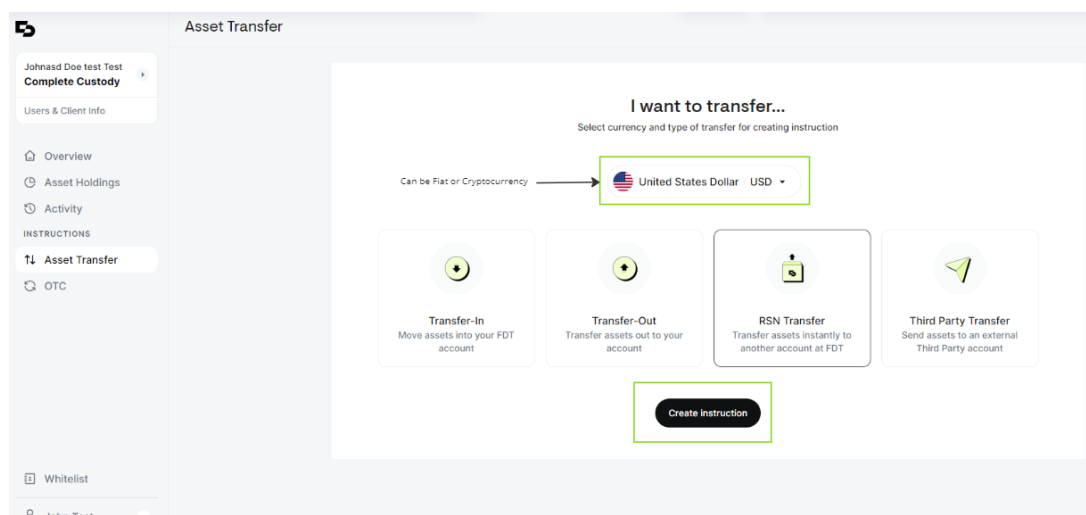 Asset Transfer
Johnasd Doe test Test
Complete Custody
Users & Client Info
Overview
Asset Holdings
Activity
INSTRUCTIONS
Asset Transfer
OTC
Whitelist
I want to transfer...
Select currency and type of transfer for creating instruction
Can be Fiat or Cryptocurrency
United States Dollar USD
Transfer-In
Move assets into your FDT
account
Transfer-Out
Transfer assets out to your
account
RSN Transfer
Transfer assets instantly to
another account at FDT
Third Party Transfer
Send assets to an external
Third Party account
Create instruction